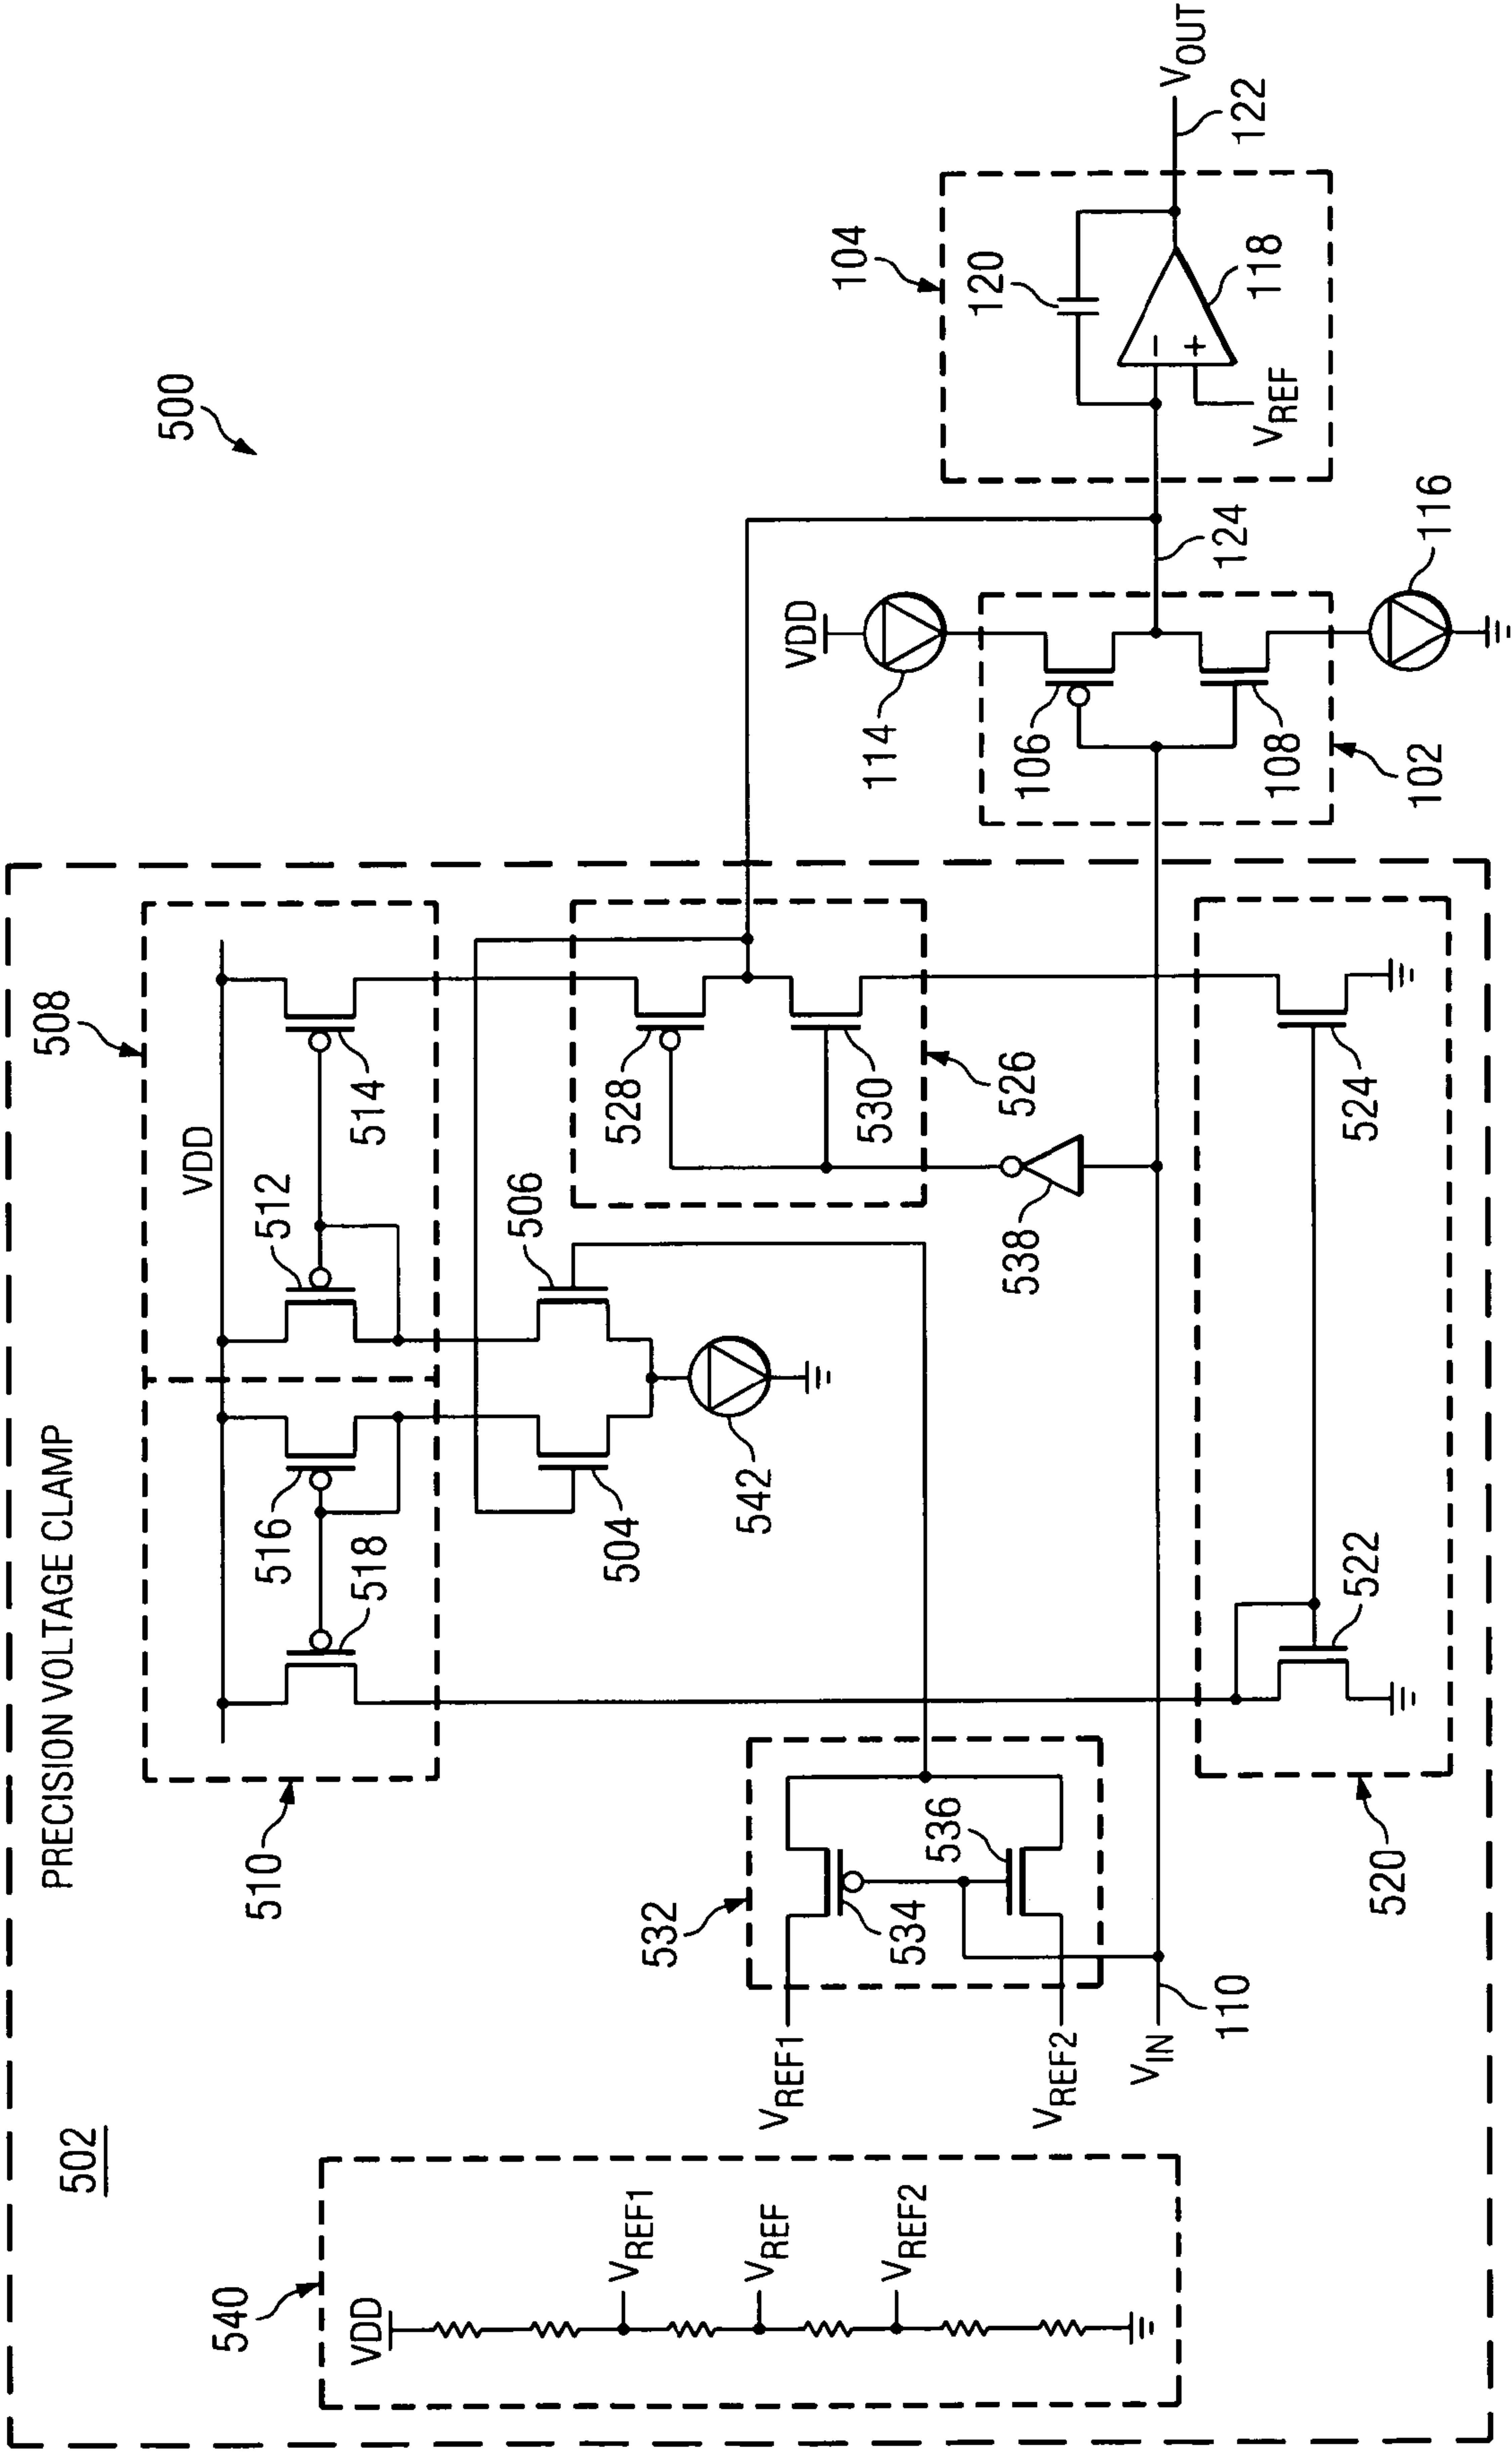 500
502
PRECISION VOLTAGE CLAMP
510
508
VDD
518
516
512
514
504
506
542
528
530
526
538
532
534
536
VREF1
VREF2
VIN
110
520
522
524
540
VDD
VREF1
VREF
VREF2
VDD
114
106
108
102
116
124
104
120
118
VREF
VOUT
122